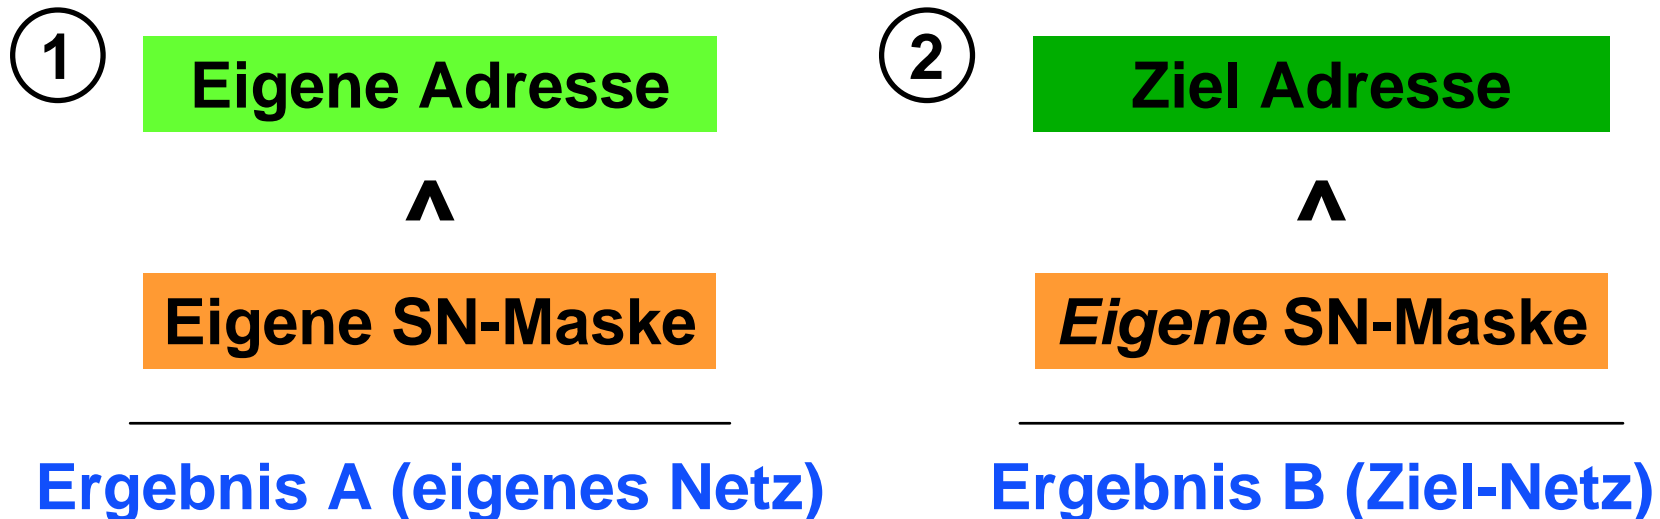 1
Eigene Adresse
∧
Eigene SN-Maske
Ergebnis A (eigenes Netz)
2
Ziel Adresse
∧
Eigene SN-Maske
Ergebnis B (Ziel-Netz)